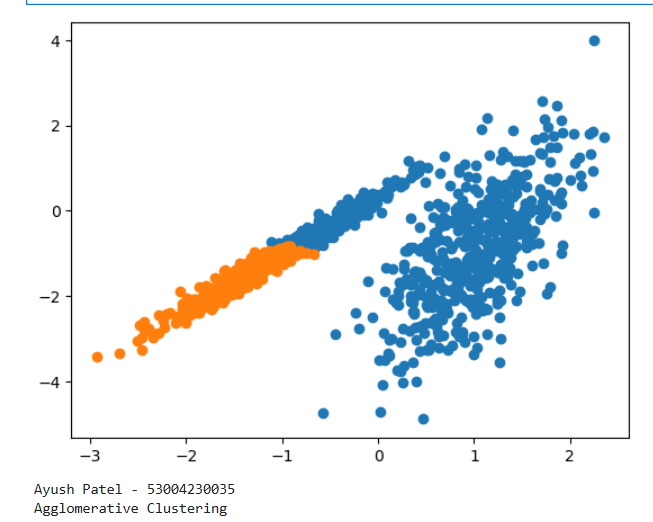 4
2
0
−2
−4
−3 −2 −1 0 1 2
Ayush Patel - 53004230035
Agglomerative Clustering